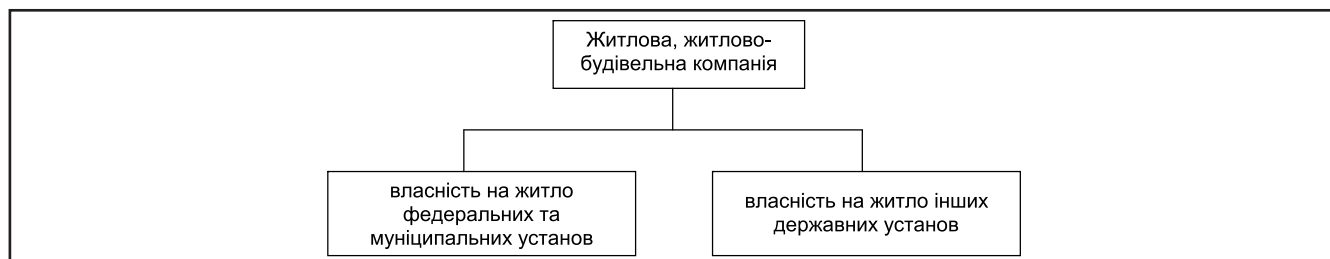 Житлова, житлово-
будівельна компанія
власність на житло
федеральних та
муніципальних установ
власність на житло інших
державних установ